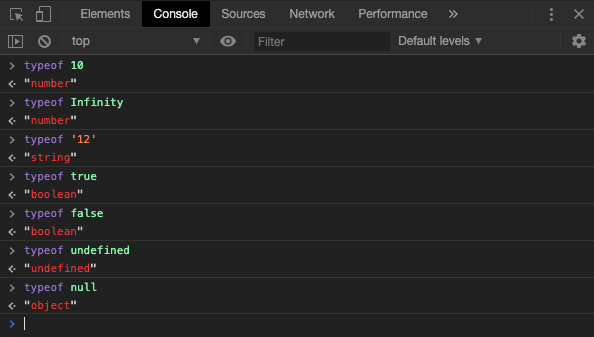 Elements Console Sources Network Performance »
top Filter Default levels
typeof 10
"number"
typeof Infinity
"number"
typeof '12'
"string"
typeof true
"boolean"
typeof false
"boolean"
typeof undefined
"undefined"
typeof null
"object"